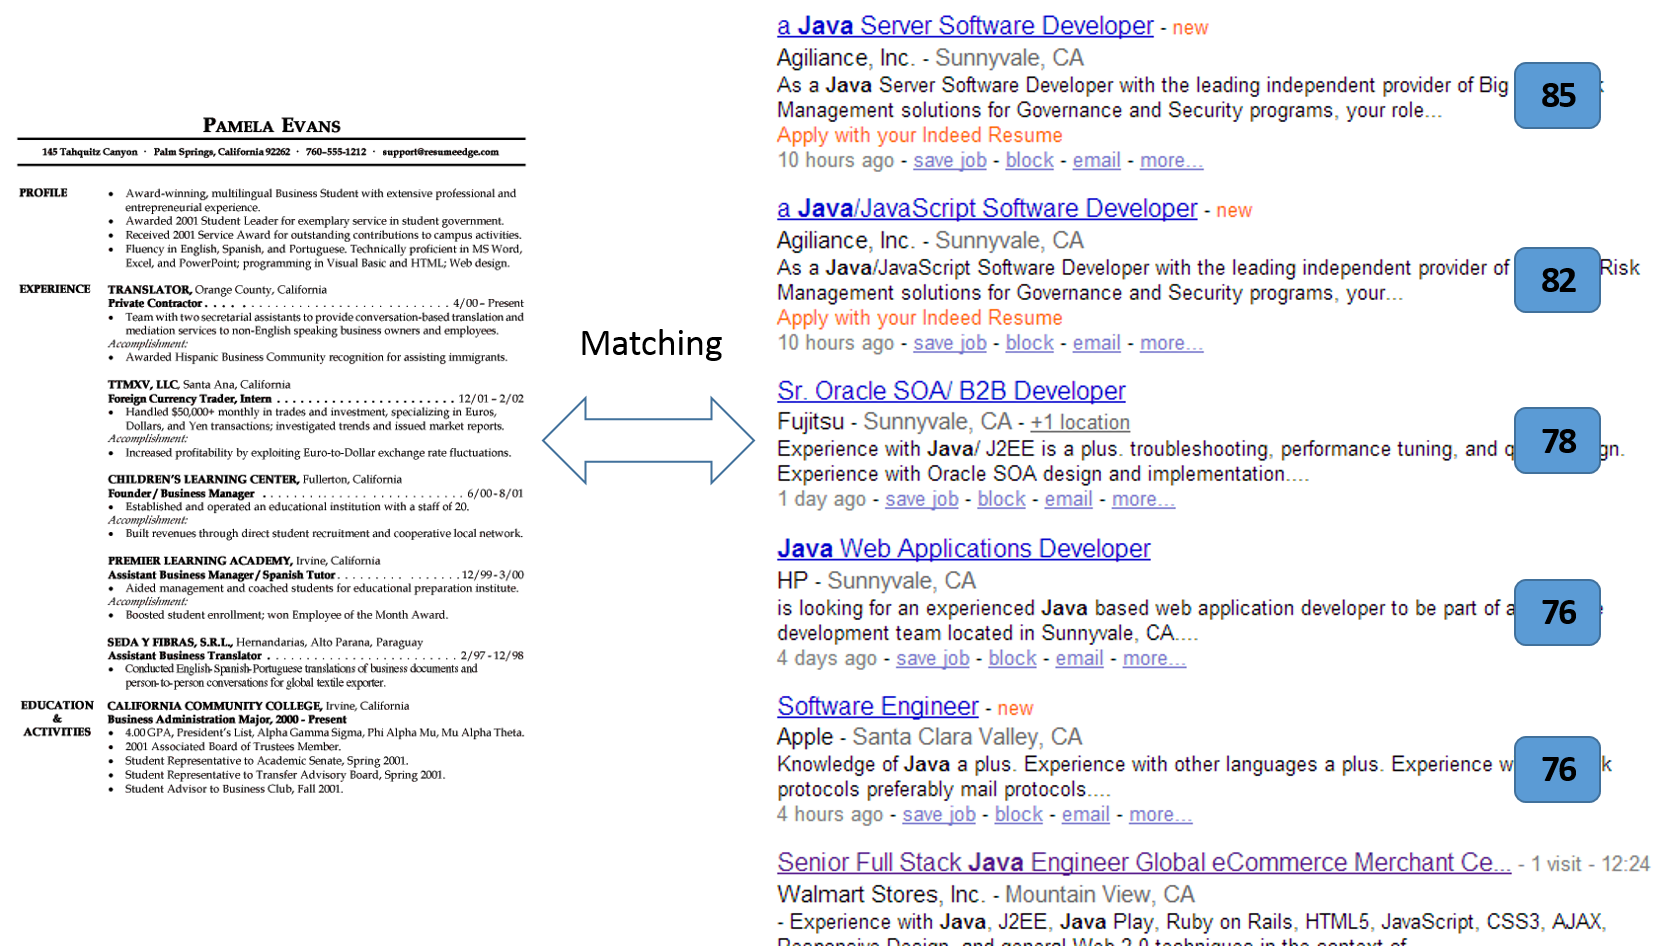 PAMELA EVANS
145 Tahquitz Canyon · Palm Springs, California 92262 · 760-555-1212 · support@resumeedge.com
PROFILE
• Award-winning, multilingual Business Student with extensive professional and
entrepreneurial experience.
• Awarded 2001 Student Leader for exemplary service in student government.
• Received 2001 Service Award for outstanding contributions to campus activities.
• Fluency in English, Spanish, and Portuguese. Technically proficient in MS Word,
Excel, and PowerPoint; programming in Visual Basic and HTML; Web design.
EXPERIENCE
TRANSLATOR, Orange County, California
Private Contractor . . . . . . . . . . . . . . . . . . . . . . . . . . . . . 4/00 – Present
• Team with two secretarial assistants to provide conversation-based translation and
mediation services to non-English speaking business owners and employees.
Accomplishment:
• Awarded Hispanic Business Community recognition for assisting immigrants.
TTMXV, LLC, Santa Ana, California
Foreign Currency Trader, Intern . . . . . . . . . . . . . . . . . . . . . . . 12/01 – 2/02
• Handled $50,000+ monthly in trades and investment, specializing in Euros,
Dollars, and Yen transactions; investigated trends and issued market reports.
Accomplishment:
• Increased profitability by exploiting Euro-to-Dollar exchange rate fluctuations.
CHILDREN'S LEARNING CENTER, Fullerton, California
Founder / Business Manager . . . . . . . . . . . . . . . . . . . . . . . . . . 6/00 - 8/01
• Established and operated an educational institution with a staff of 20.
Accomplishment:
• Built revenues through direct student recruitment and cooperative local network.
PREMIER LEARNING ACADEMY, Irvine, California
Assistant Business Manager / Spanish Tutor . . . . . . . . . . . . . . . . 12/99 - 3/00
• Aided management and coached students for educational preparation institute.
Accomplishment:
• Boosted student enrollment; won Employee of the Month Award.
SEDA Y FIBRAS, S.R.L., Hernandarias, Alto Parana, Paraguay
Assistant Business Translator . . . . . . . . . . . . . . . . . . . . . . . . 2/97 - 12/98
• Conducted English-Spanish-Portuguese translations of business documents and
person-to-person conversations for global textile exporter.
EDUCATION
&
ACTIVITIES
CALIFORNIA COMMUNITY COLLEGE, Irvine, California
Business Administration Major, 2000 - Present
• 4.00 GPA, President's List, Alpha Gamma Sigma, Phi Alpha Mu, Mu Alpha Theta.
• 2001 Associated Board of Trustees Member.
• Student Representative to Academic Senate, Spring 2001.
• Student Representative to Transfer Advisory Board, Spring 2001.
• Student Advisor to Business Club, Fall 2001.
Matching
a Java Server Software Developer - new
Agiliance, Inc. - Sunnyvale, CA
As a Java Server Software Developer with the leading independent provider of Big
Management solutions for Governance and Security programs, your role...
Apply with your Indeed Resume
10 hours ago - save job - block - email - more...
85
a Java/JavaScript Software Developer - new
Agiliance, Inc. - Sunnyvale, CA
As a Java/JavaScript Software Developer with the leading independent provider of Risk
Management solutions for Governance and Security programs, your...
Apply with your Indeed Resume
10 hours ago - save job - block - email - more...
82
Sr. Oracle SOA/ B2B Developer
Fujitsu - Sunnyvale, CA - +1 location
Experience with Java/ J2EE is a plus. troubleshooting, performance tuning, and
Experience with Oracle SOA design and implementation....
1 day ago - save job - block - email - more...
78
Java Web Applications Developer
HP - Sunnyvale, CA
is looking for an experienced Java based web application developer to be part of
development team located in Sunnyvale, CA....
4 days ago - save job - block - email - more...
76
Software Engineer - new
Apple - Santa Clara Valley, CA
Knowledge of Java a plus. Experience with other languages a plus. Experience
protocols preferably mail protocols....
4 hours ago - save job - block - email - more...
76
Senior Full Stack Java Engineer Global eCommerce Merchant Ce... - 1 visit - 12:24
Walmart Stores, Inc. - Mountain View, CA
- Experience with Java, J2EE, Java Play, Ruby on Rails, HTML5, JavaScript, CSS3, AJAX,